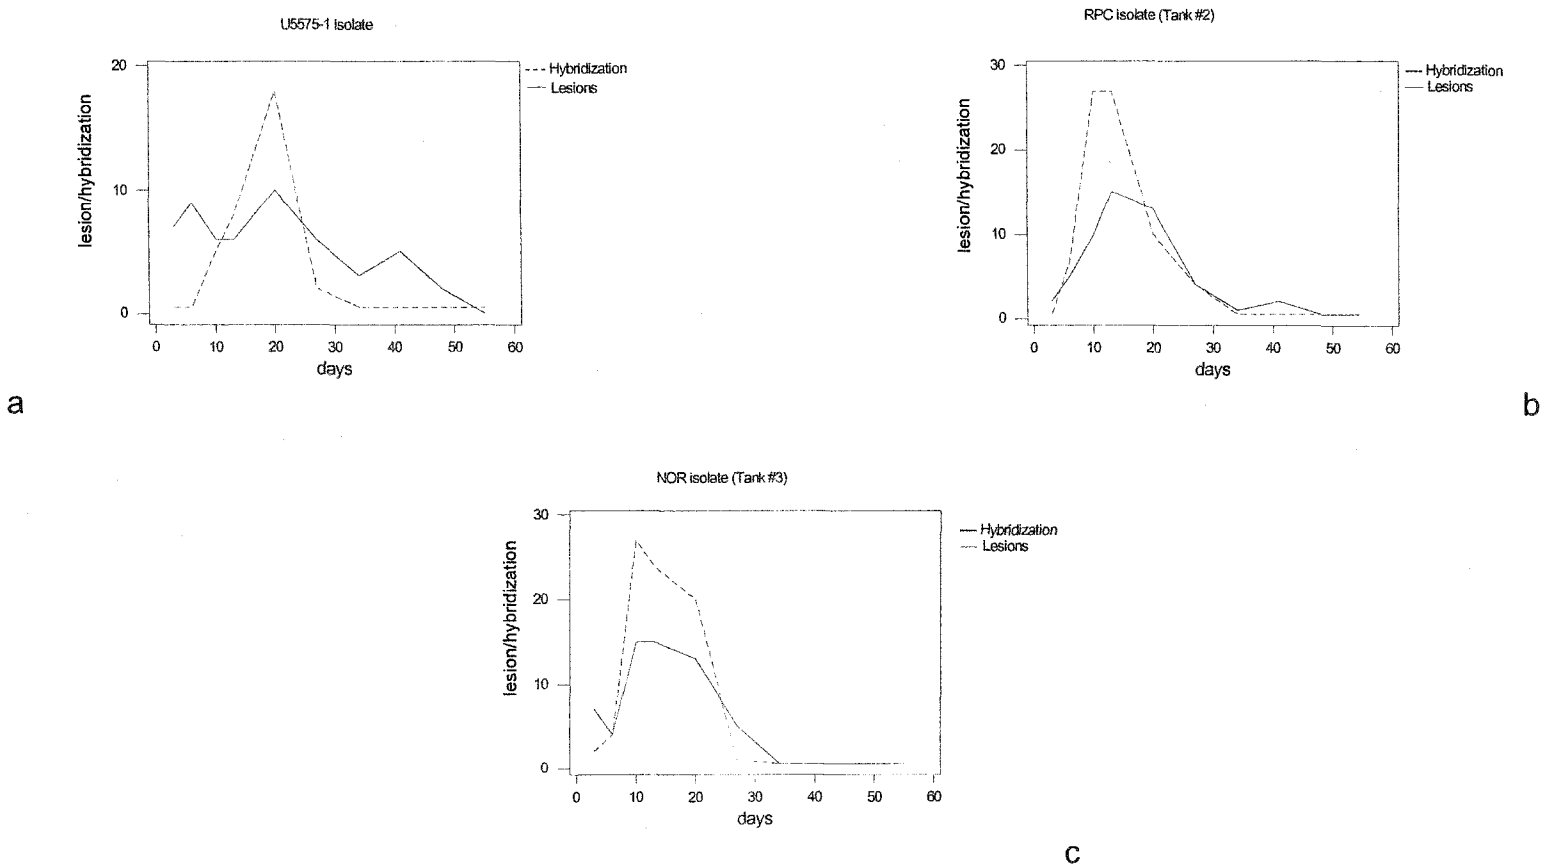 U5575-1 Isolate
20
10
0
lesion/hybridization
0 10 20 30 40 50 60
days
Hybridization
Lesions
a
RPC isolate (Tank #2)
30
20
10
0
lesion/hybridization
0 10 20 30 40 50 60
days
Hybridization
Lesions
b
NOR isolate (Tank #3)
30
20
10
0
lesion/hybridization
0 10 20 30 40 50 60
days
Hybridization
Lesions
c